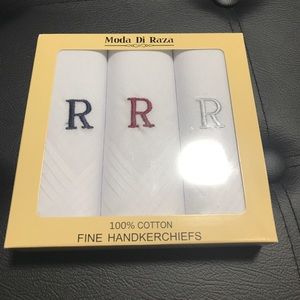 Moda Di Raza
R R R
100% COTTON
FINE HANDKERCHIEFS